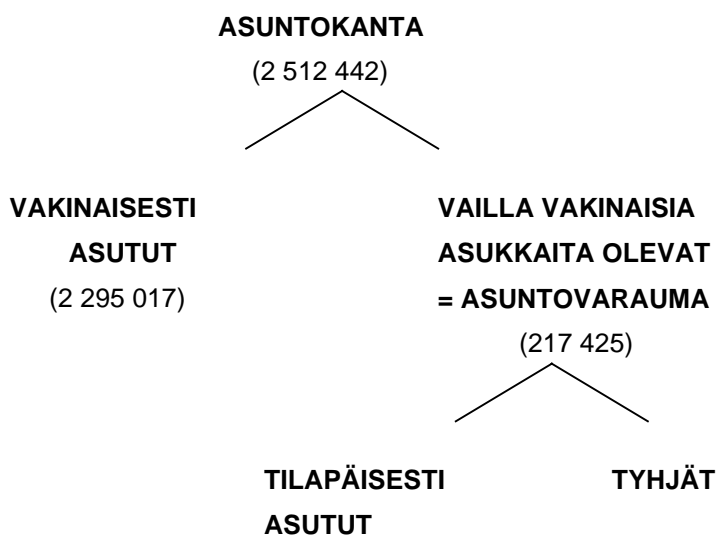 ASUNTOKANTA
(2 512 442)
VAKINAISESTI
ASUTUT
(2 295 017)
VAILLA VAKINAISIA
ASUKKAITA OLEVAT
= ASUNTOVARAUMA
(217 425)
TILAPÄISESTI
ASUTUT
TYHJÄT